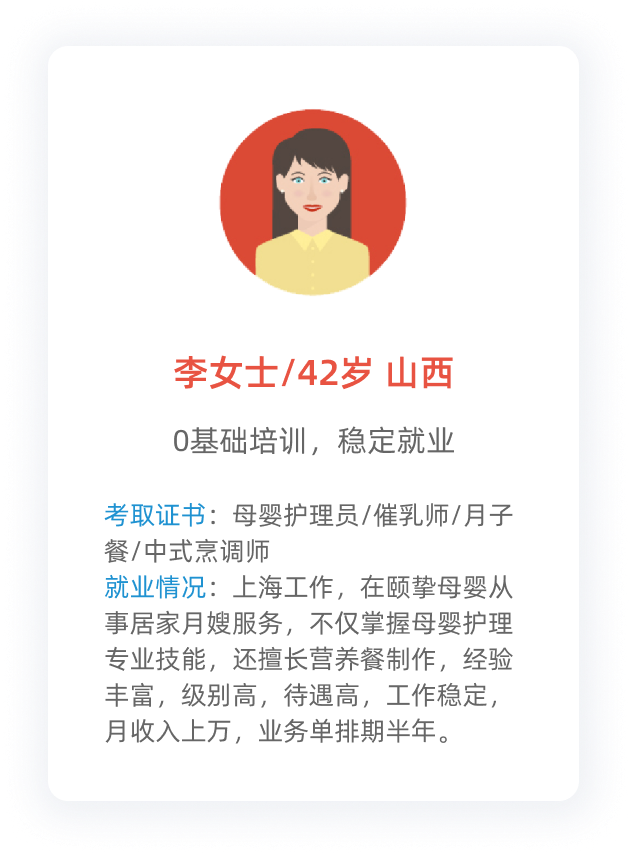 李女士/42岁 山西
0基础培训，稳定就业
考取证书：母婴护理员/催乳师/月子
餐/中式烹调师
就业情况：上海工作，在颐挚母婴从
事居家月嫂服务，不仅掌握母婴护理
专业技能，还擅长营养餐制作，经验
丰富，级别高，待遇高，工作稳定，
月收入上万，业务单排期半年。